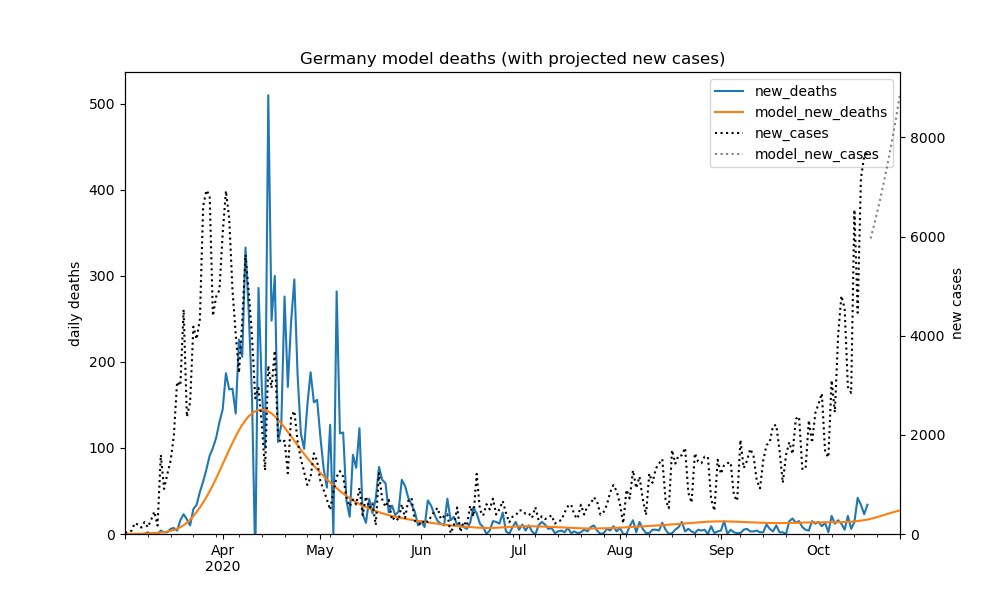 Germany model deaths (with projected new cases)
new_deaths
model_new_deaths
new_cases
model_new_cases
daily deaths
500
400
300
200
100
0
new cases
8000
6000
4000
2000
0
Apr
2020
May
Jun
Jul
Aug
Sep
Oct